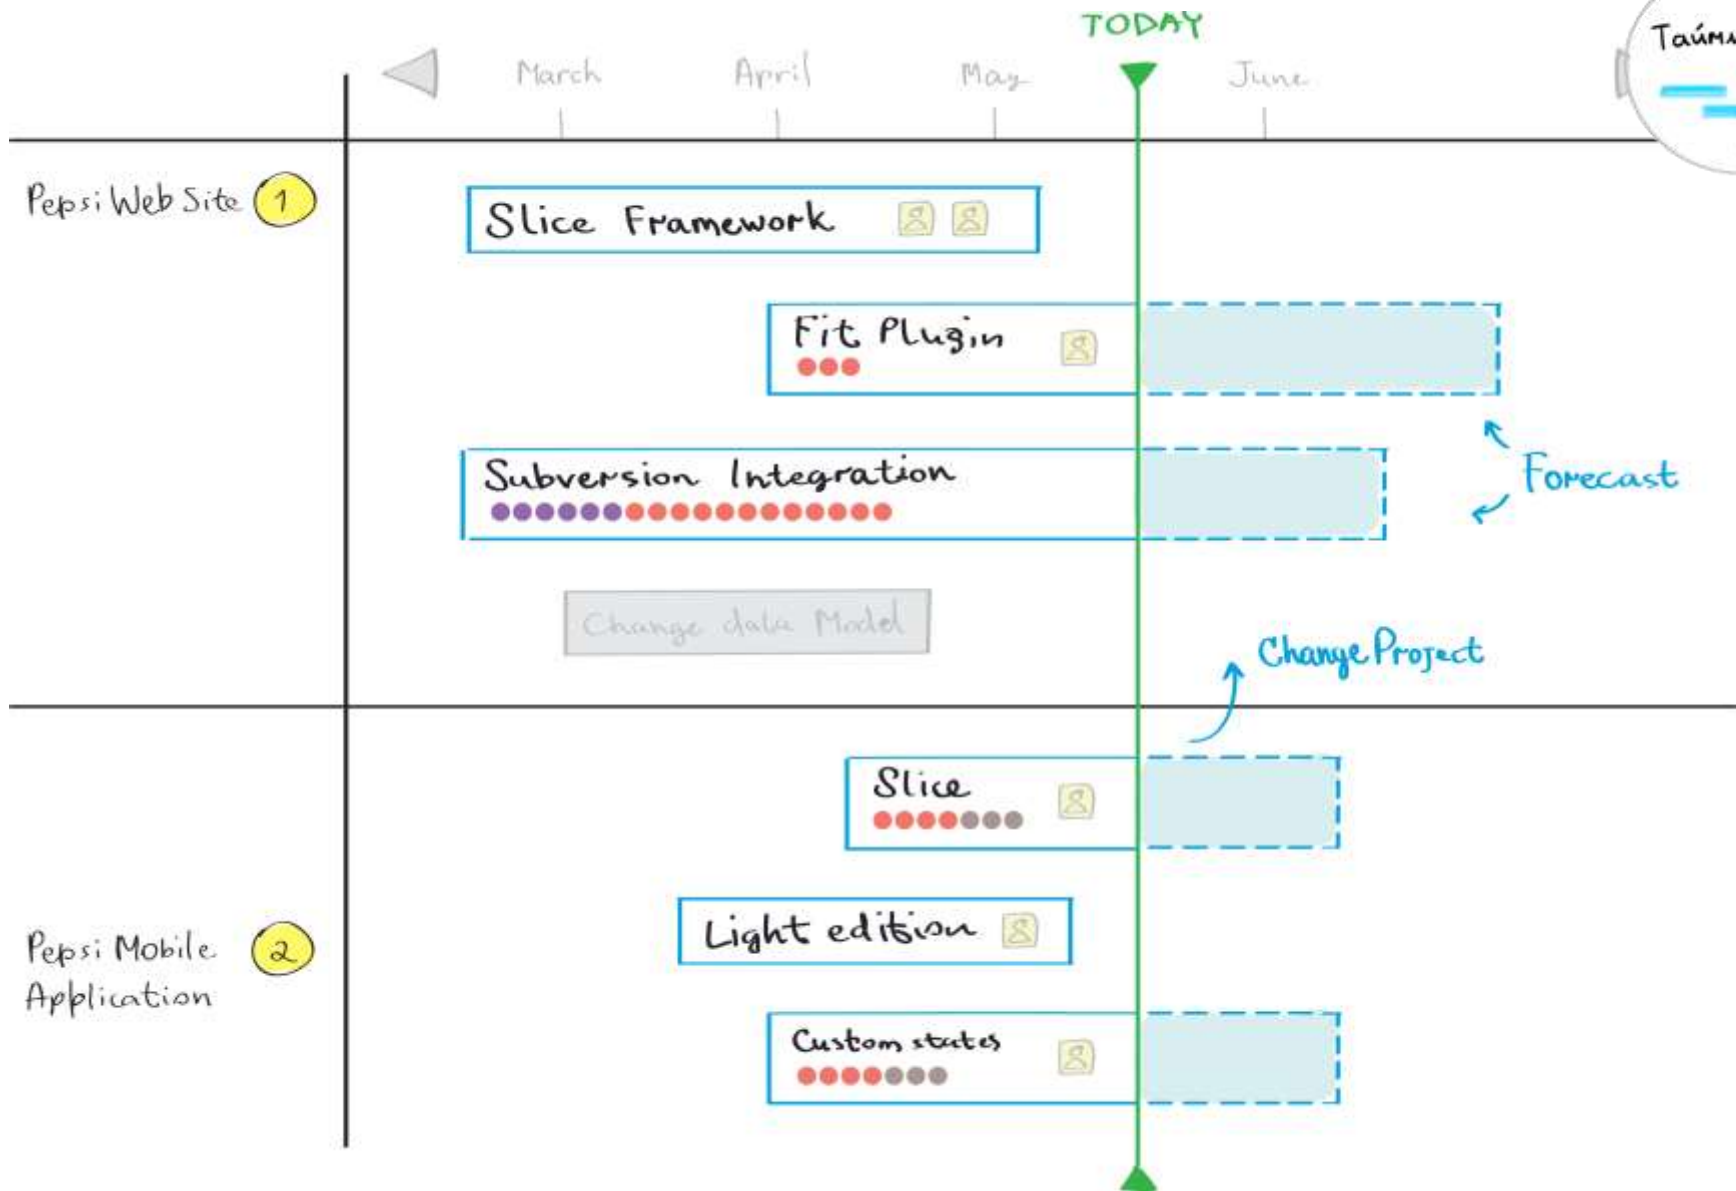 TODAY
March April May June
Pepsi Web Site 1
Slice Framework
Fit Plugin
Subversion Integration
Forecast
Change data Model
Change Project
Slice
Light edition
Pepsi Mobile 2
Application
Custom states